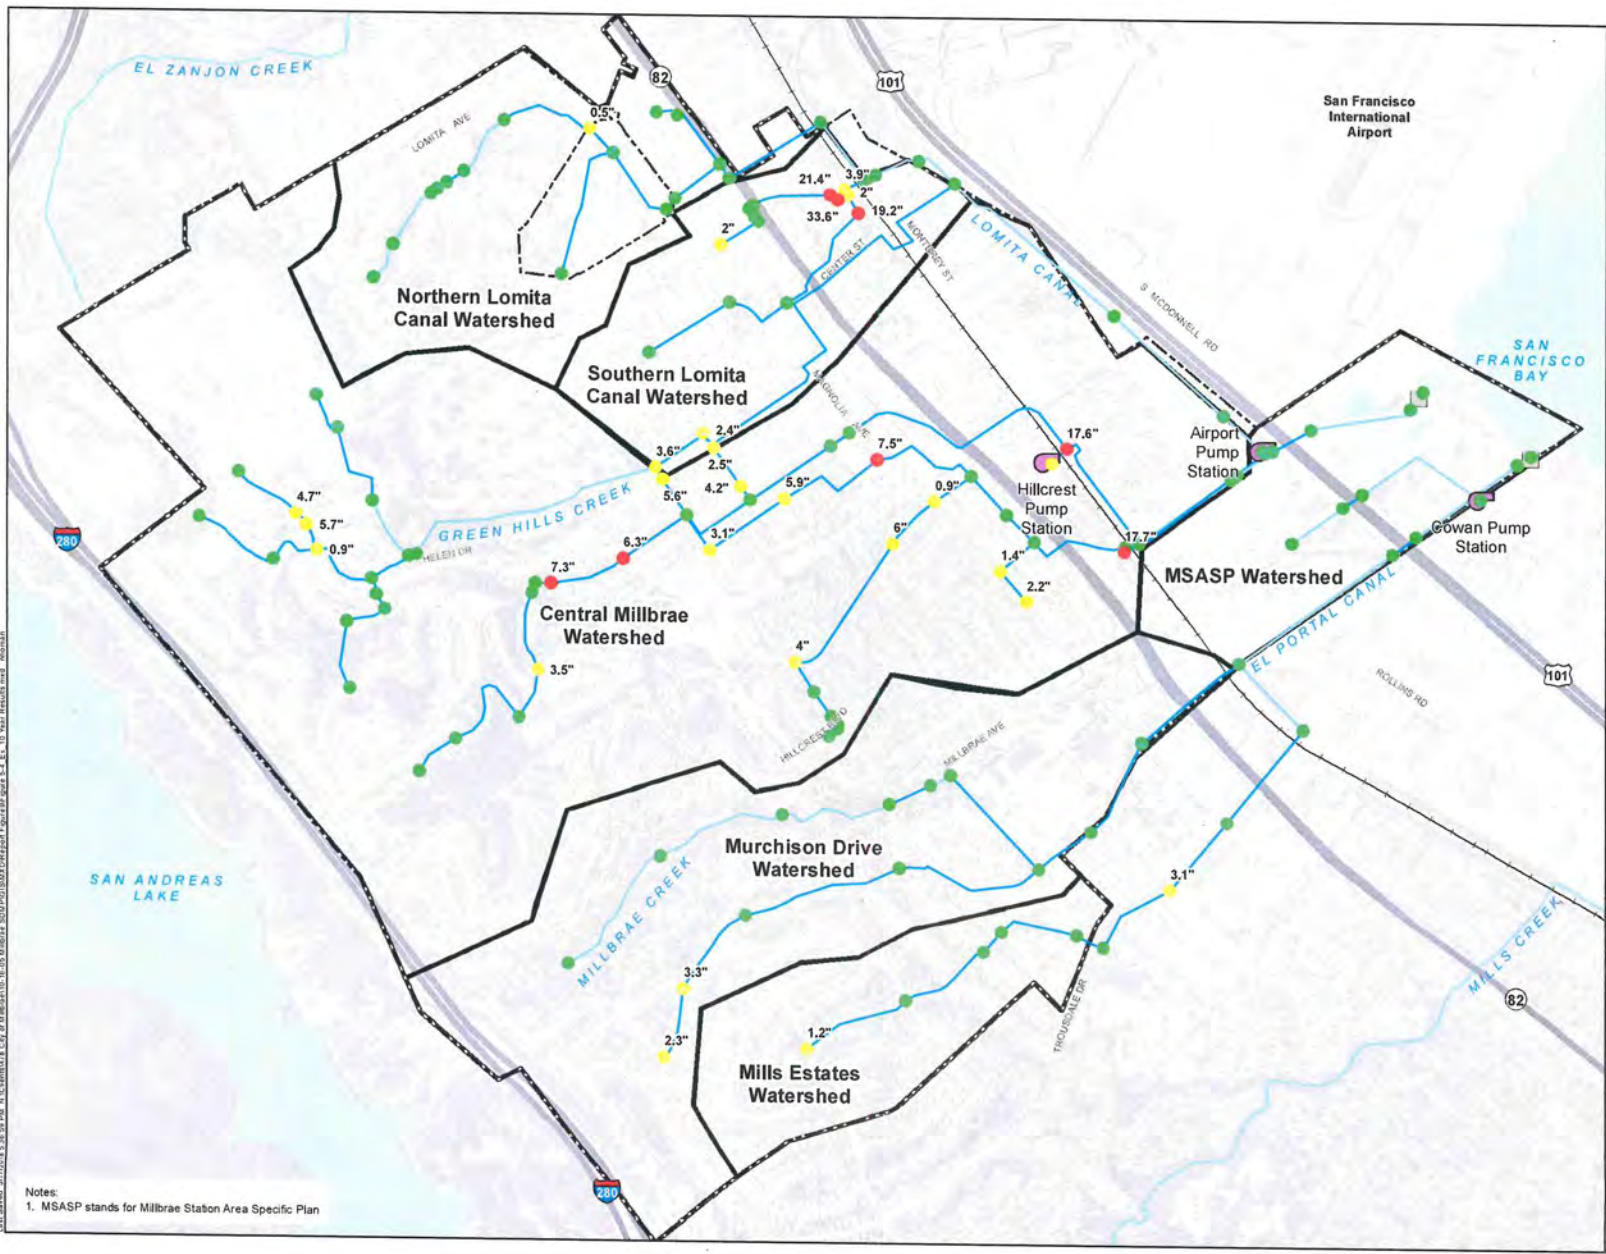 EL ZANJON CREEK
82
101
San Francisco
International
Airport
LOMITA AVE
0.5"
21.4"
3.9"
2"
33.6"
19.2"
2"
MONTEREY ST
CENTER ST
LOMITA CANAL
S MCDONNELL RD
Northern Lomita
Canal Watershed
SAN
FRANCISCO
BAY
Southern Lomita
Canal Watershed
MAGNOLIA AVE
2.4"
3.6"
2.5"
7.5"
17.6"
Airport
Pump
Station
5.6"
4.2"
5.9"
0.9"
Hillcrest
Pump
Station
4.7"
5.7"
0.9"
GREEN HILLS CREEK
HELEN DR
3.1"
6"
17.7"
Cowan Pump
Station
280
6.3"
7.3"
1.4"
2.2"
MSASP Watershed
Central Millbrae
Watershed
EL PORTAL CANAL
4"
3.5"
ROLLINS RD
101
HILLCREST BLVD
MILLBRAE AVE
Murchison Drive
Watershed
SAN ANDREAS
LAKE
3.1"
MILLBRAE CREEK
MILLS CREEK
3.3"
82
2.3"
1.2"
TROUSDALE DR
Mills Estates
Watershed
280
Notes:
1. MSASP stands for Millbrae Station Area Specific Plan